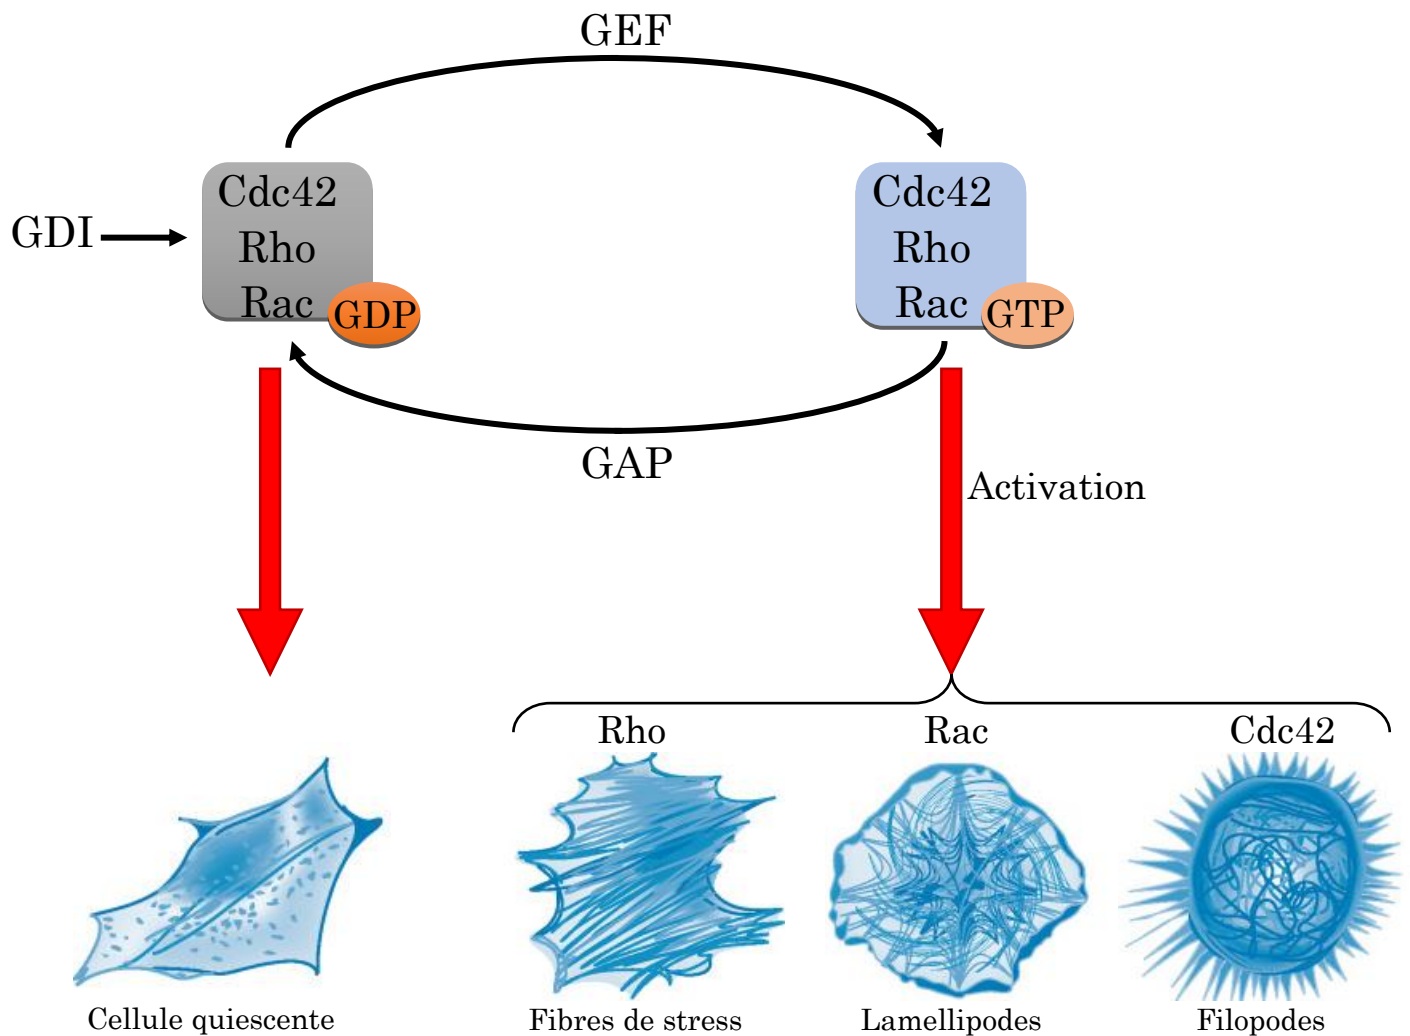 GEF
Cdc42
Rho
Rac
GDP
GDI
Cdc42
Rho
Rac
GTP
GAP
Activation
Rho
Rac
Cdc42
Cellule quiescente
Fibres de stress
Lamellipodes
Filopodes